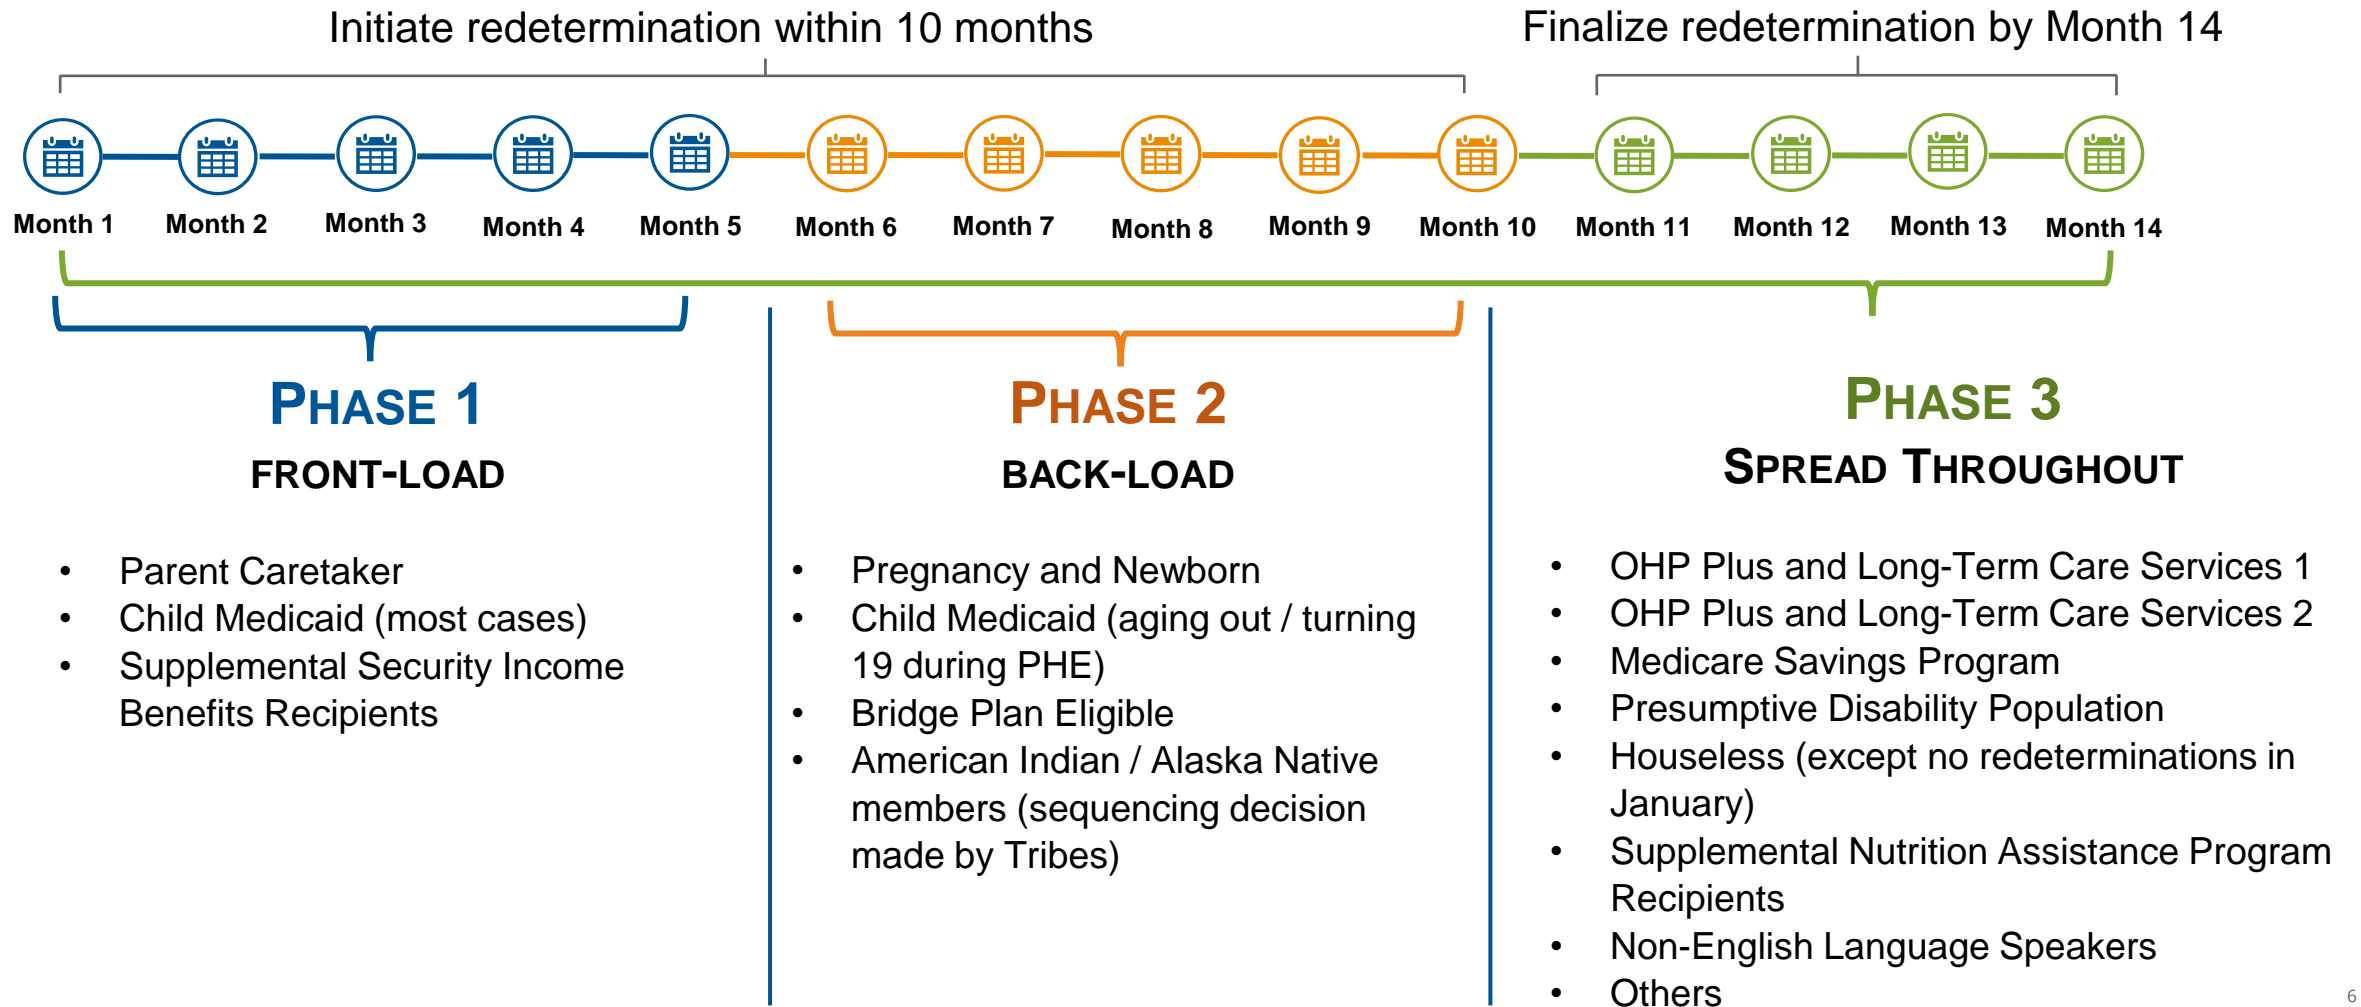 Initiate redetermination within 10 months
Finalize redetermination by Month 14
Month 1
Month 2
Month 3
Month 4
Month 5
Month 6
Month 7
Month 8
Month 9
Month 10
Month 11
Month 12
Month 13
Month 14
PHASE 1
FRONT-LOAD
• Parent Caretaker
• Child Medicaid (most cases)
• Supplemental Security Income
Benefits Recipients
PHASE 2
BACK-LOAD
• Pregnancy and Newborn
• Child Medicaid (aging out / turning
19 during PHE)
• Bridge Plan Eligible
• American Indian / Alaska Native
members (sequencing decision
made by Tribes)
PHASE 3
SPREAD THROUGHOUT
• OHP Plus and Long-Term Care Services 1
• OHP Plus and Long-Term Care Services 2
• Medicare Savings Program
• Presumptive Disability Population
• Houseless (except no redeterminations in
January)
• Supplemental Nutrition Assistance Program
Recipients
• Non-English Language Speakers
• Others
6